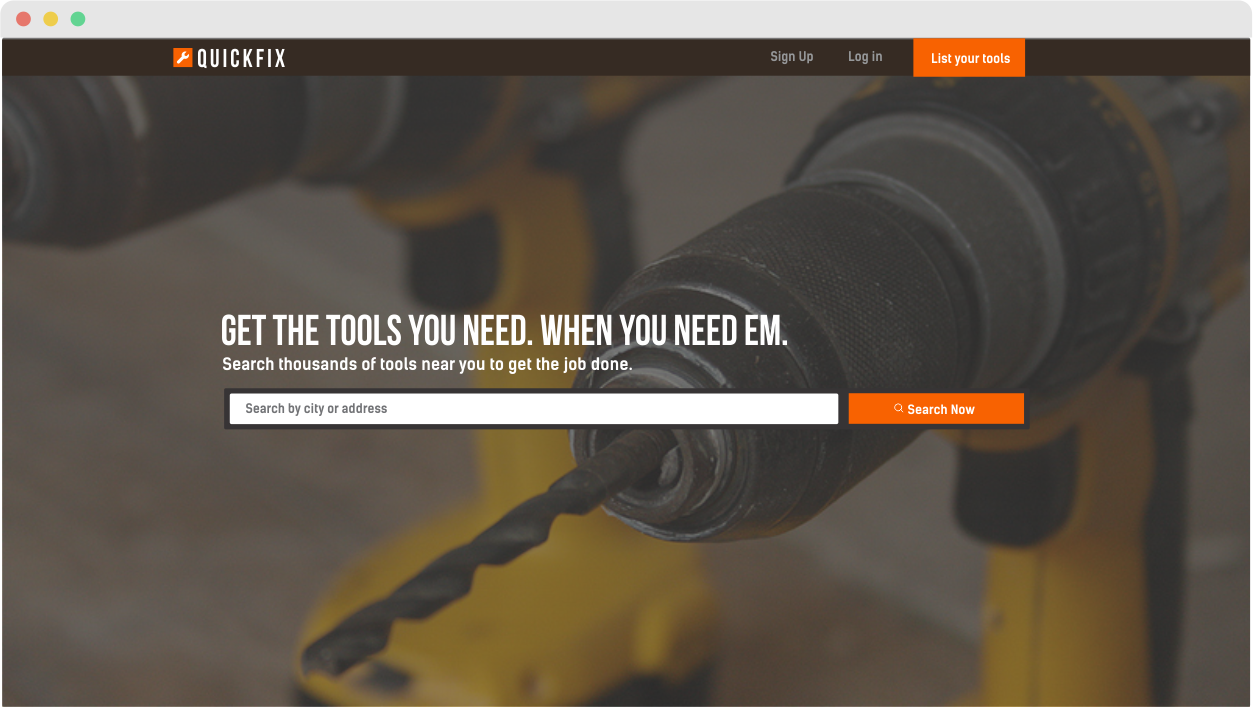 QUICKFIX
Sign Up
Log in
List your tools
GET THE TOOLS YOU NEED. WHEN YOU NEED EM.
Search thousands of tools near you to get the job done.
Search by city or address
Search Now